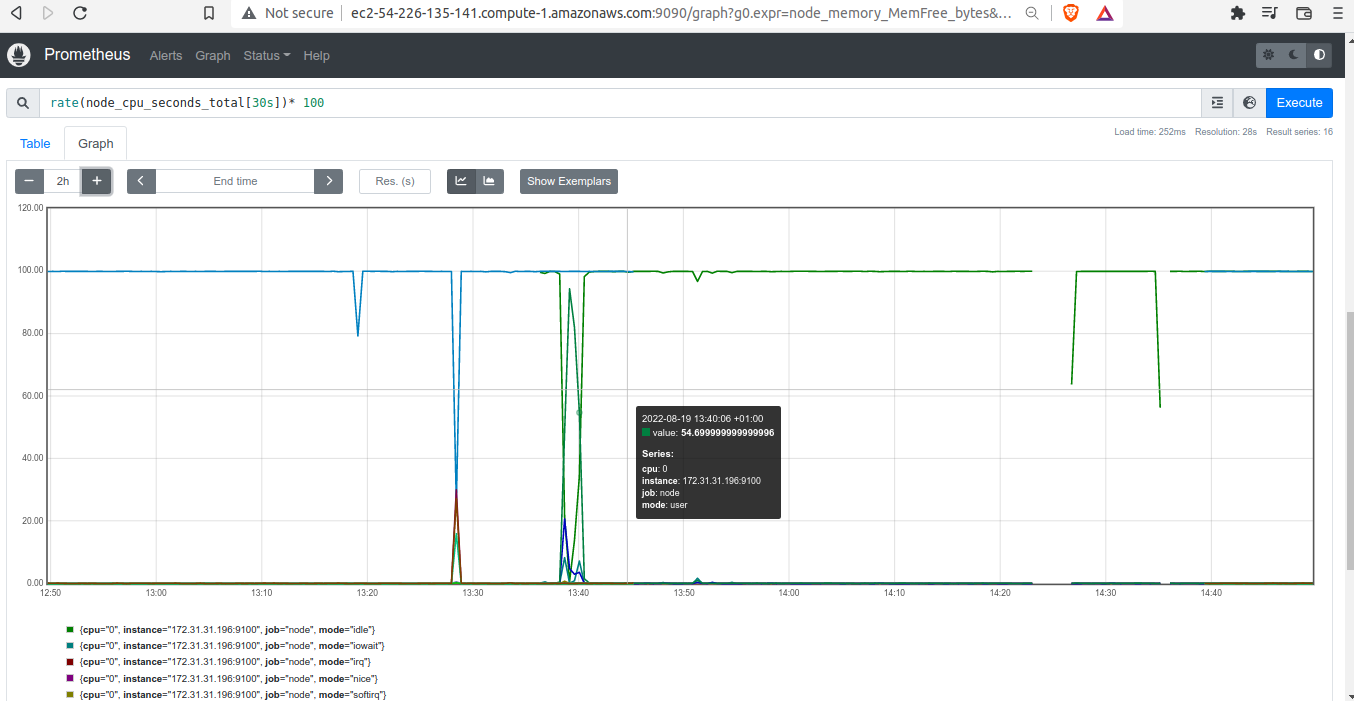 Not secure ec2-54-226-135-141.compute-1.amazonaws.com:9090/graph?g0.expr=node_memory_MemFree_bytes&...
Prometheus Alerts Graph Status Help
rate(node_cpu_seconds_total[30s])* 100 Execute
Load time: 252ms Resolution: 28s Result series: 16
Table Graph
− 2h + End time Res. (s) Show Exemplars
120.00
100.00
80.00
60.00
40.00
20.00
0.00
2022-08-19 13:40:06 +01:00
value: 54.699999999999996
Series:
cpu: 0
instance: 172.31.31.196:9100
job: node
mode: user
12:50 13:00 13:10 13:20 13:30 13:40 13:50 14:00 14:10 14:20 14:30 14:40
{cpu="0", instance="172.31.31.196:9100", job="node", mode="idle"}
{cpu="0", instance="172.31.31.196:9100", job="node", mode="iowait"}
{cpu="0", instance="172.31.31.196:9100", job="node", mode="irq"}
{cpu="0", instance="172.31.31.196:9100", job="node", mode="nice"}
{cpu="0", instance="172.31.31.196:9100", job="node", mode="softirq"}